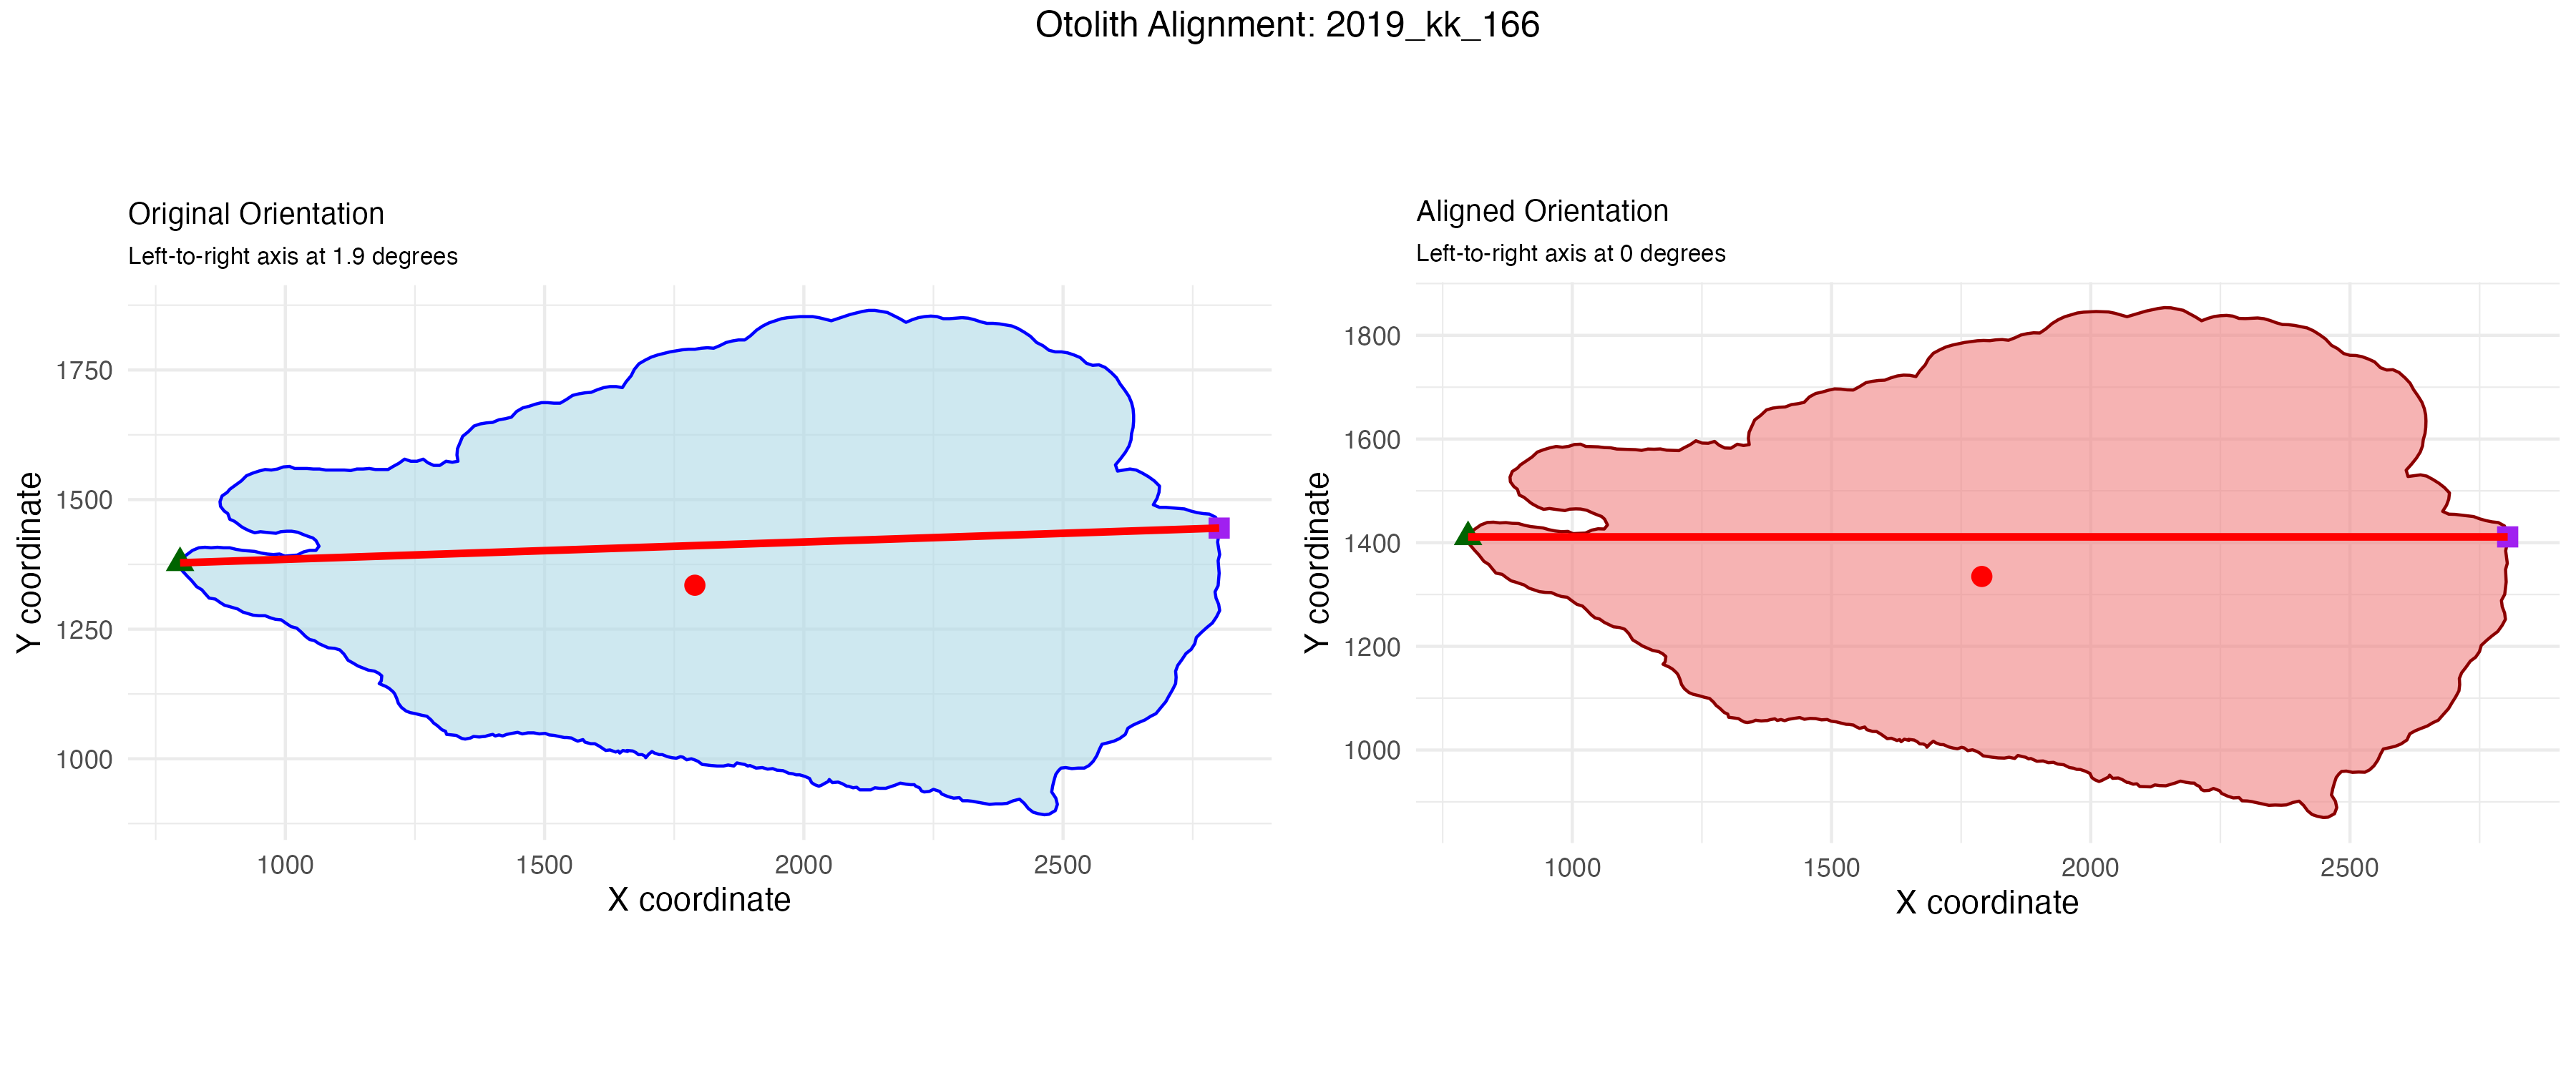 Otolith Alignment: 2019_kk_166
Original Orientation
Left-to-right axis at 1.9 degrees
Y coordinate
1750
1500
1250
1000
1000 1500 2000 2500
X coordinate
Aligned Orientation
Left-to-right axis at 0 degrees
Y coordinate
1800
1600
1400
1200
1000
1000 1500 2000 2500
X coordinate